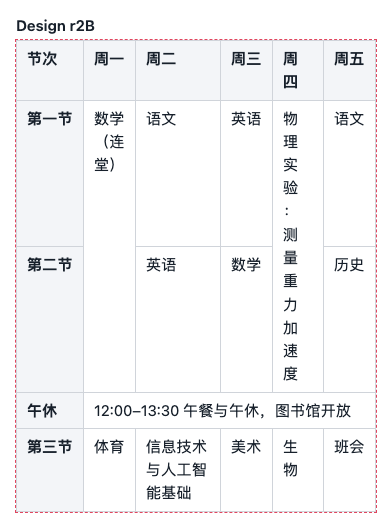 Design r2B
节次 周一 周二 周三 周四 周五
第一节 数学（连堂） 语文 英语 物理实验：测量重力加速度 语文
第二节 英语 数学 历史
午休 12:00–13:30 午餐与午休，图书馆开放
第三节 体育 信息技术与人工智能基础 美术 生物 班会